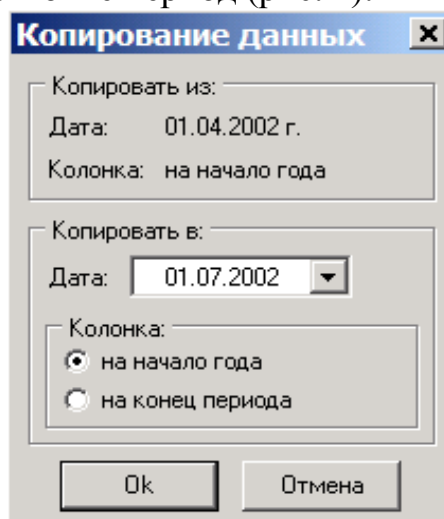 Копирование данных
Копировать из:
Дата: 01.04.2002 г.
Колонка: на начало года
Копировать в:
Дата: 01.07.2002
Колонка:
на начало года
на конец периода
Ok Отмена